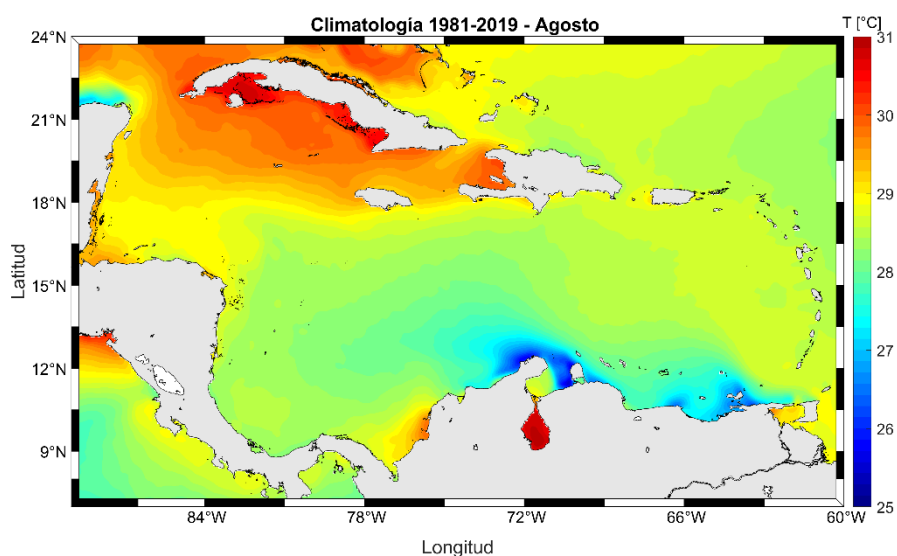 Climatología 1981-2019 - Agosto
T [°C]
24°N
21°N
18°N
15°N
12°N
9°N
Latitud
84°W
78°W
72°W
66°W
60°W
Longitud
31
30
29
28
27
26
25